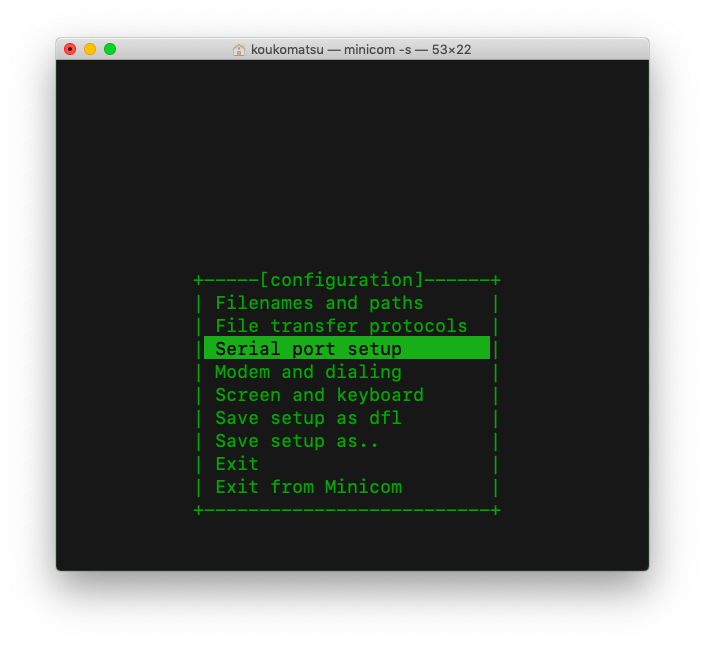 koukomatsu — minicom -s — 53×22
+-----[configuration]------+
| Filenames and paths      |
| File transfer protocols  |
| Serial port setup        |
| Modem and dialing        |
| Screen and keyboard      |
| Save setup as dfl        |
| Save setup as..          |
| Exit                     |
| Exit from Minicom        |
+--------------------------+